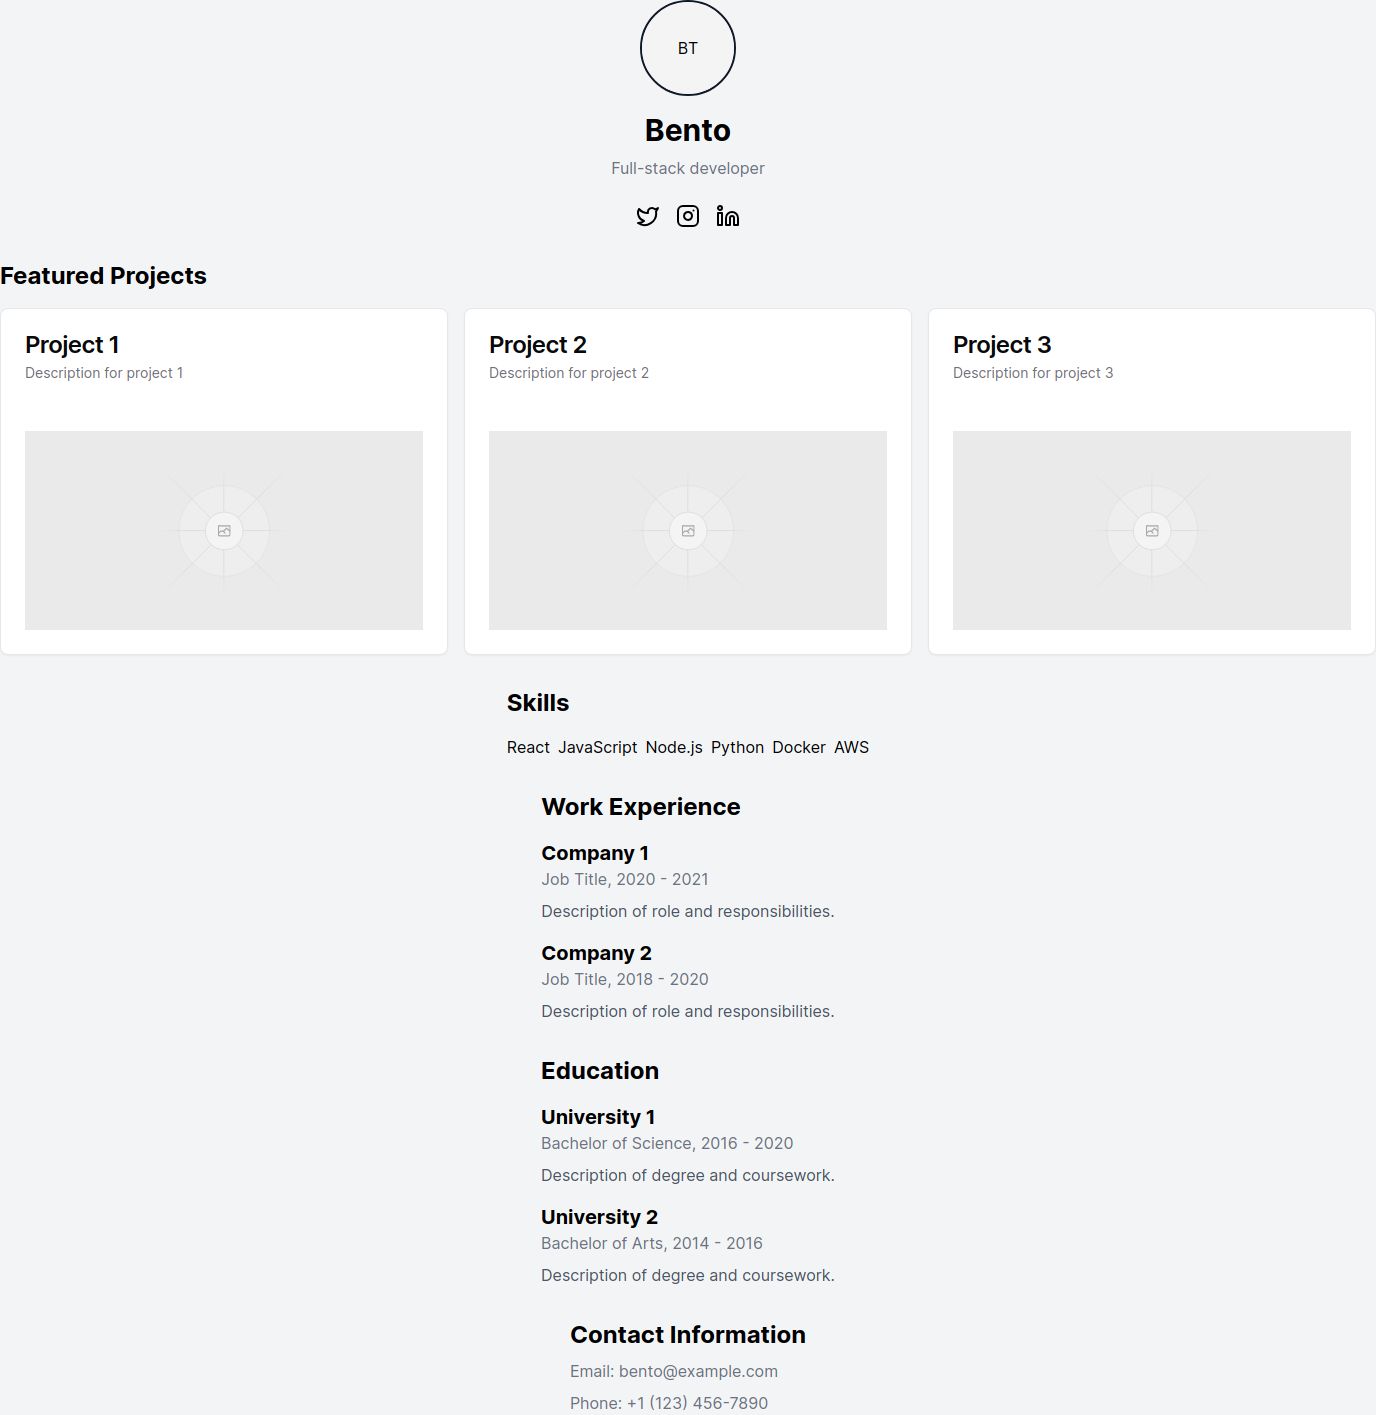 BT
Bento
Full-stack developer
Featured Projects
Project 1
Description for project 1
Project 2
Description for project 2
Project 3
Description for project 3
Skills
React JavaScript Node.js Python Docker AWS
Work Experience
Company 1
Job Title, 2020 - 2021
Description of role and responsibilities.
Company 2
Job Title, 2018 - 2020
Description of role and responsibilities.
Education
University 1
Bachelor of Science, 2016 - 2020
Description of degree and coursework.
University 2
Bachelor of Arts, 2014 - 2016
Description of degree and coursework.
Contact Information
Email: bento@example.com
Phone: +1 (123) 456-7890